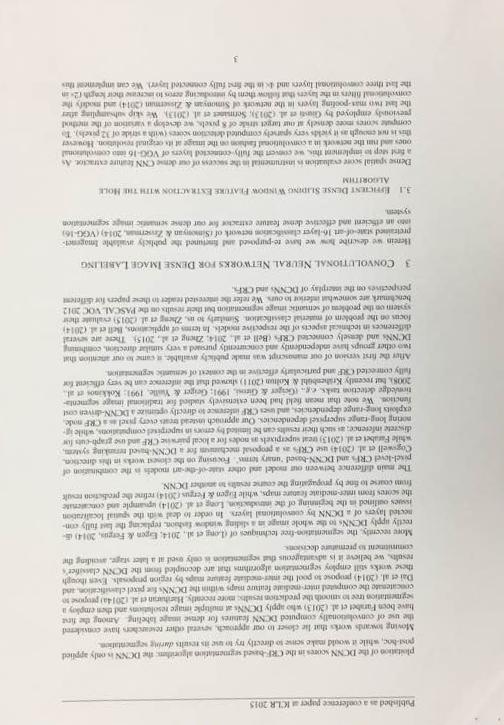 Published as a conference paper at ICLR 2015
ploitation of the DCNN scores in the CRF-based segmentation algorithm: the DCNN is only applied
post-hoc, while it would make sense to directly try to use its results during segmentation.
Moving towards works that lie closer to our approach, several other researchers have considered
the use of convolutionally computed DCNN features for dense image labeling. Among the first
have been Farabet et al. (2013) who apply DCNNs at multiple image resolutions and then employ a
segmentation tree to smooth the prediction results; more recently, Hariharan et al. (2014a) propose to
concatenate the computed inter-mediate feature maps within the DCNNs for pixel classification, and
Dai et al. (2014) propose to pool the inter-mediate feature maps by region proposals. Even though
these works still employ segmentation algorithms that are decoupled from the DCNN classifier's
results, we believe it is advantageous that segmentation is only used at a later stage, avoiding the
commitment to premature decisions.
More recently, the segmentation-free techniques of (Long et al., 2014; Eigen & Fergus, 2014) di-
rectly apply DCNNs to the whole image in a sliding window fashion, replacing the last fully con-
nected layers of a DCNN by convolutional layers. In order to deal with the spatial localization
issues outlined in the beginning of the introduction, Long et al. (2014) upsample and concatenate
the scores from inter-mediate feature maps, while Eigen & Fergus (2014) refine the prediction result
from coarse to fine by propagating the coarse results to another DCNN.
The main difference between our model and other state-of-the-art models is the combination of
pixel-level CRFs and DCNN-based 'unary terms'. Focusing on the closest works in this direction,
Cogswell et al. (2014) use CRFs as a proposal mechanism for a DCNN-based reranking system,
while Farabet et al. (2013) treat superpixels as nodes for a local pairwise CRF and use graph-cuts for
discrete inference; as such their results can be limited by errors in superpixel computations, while ig-
noring long-range superpixel dependencies. Our approach instead treats every pixel as a CRF node,
exploits long-range dependencies, and uses CRF inference to directly optimize a DCNN-driven cost
function. We note that mean field had been extensively studied for traditional image segmen-
tation/edge detection tasks, e.g., (Geiger & Girosi, 1991; Geiger & Yuille, 1991; Kokkinos et al.,
2008), but recently Krähenbühl & Koltun (2011) showed that the inference can be very efficient for
fully connected CRF and particularly effective in the context of semantic segmentation.
After the first version of our manuscript was made publicly available, it came to our attention that
two other groups have independently and concurrently pursued a very similar direction, combining
DCNNs and densely connected CRFs (Bell et al., 2014; Zheng et al., 2015). There are several
differences in technical aspects of the respective models. In terms of applications, Bell et al. (2014)
focus on the problem of material classification. Similarly to us, Zheng et al. (2015) evaluate their
system on the problem of semantic image segmentation but their results on the PASCAL VOC 2012
benchmark are somewhat inferior to ours. We refer the interested reader to these papers for different
perspectives on the interplay of DCNNs and CRFs.
3 Convolutional Neural Networks for Dense Image Labeling
Herein we describe how we have re-purposed and finetuned the publicly available Imagenet-
pretrained state-of-art 16-layer classification network of (Simonyan & Zisserman, 2014) (VGG-16)
into an efficient and effective dense feature extractor for our dense semantic image segmentation
system.
3.1 Efficient Dense Sliding Window Feature Extraction with the Hole
Algorithm
Dense spatial score evaluation is instrumental in the success of our dense CNN feature extractor. As
a first step to implement this, we convert the fully-connected layers of VGG-16 into convolutional
ones and run the network in a convolutional fashion on the image at its original resolution. However
this is not enough as it yields very sparsely computed detection scores (with a stride of 32 pixels). To
compute scores more densely at our target stride of 8 pixels, we develop a variation of the method
previously employed by Giusti et al. (2013); Sermanet et al. (2013). We skip subsampling after
the last two max-pooling layers in the network of Simonyan & Zisserman (2014) and modify the
convolutional filters in the layers that follow them by introducing zeros to increase their length (2× in
the last three convolutional layers and 4× in the first fully connected layer). We can implement this
3